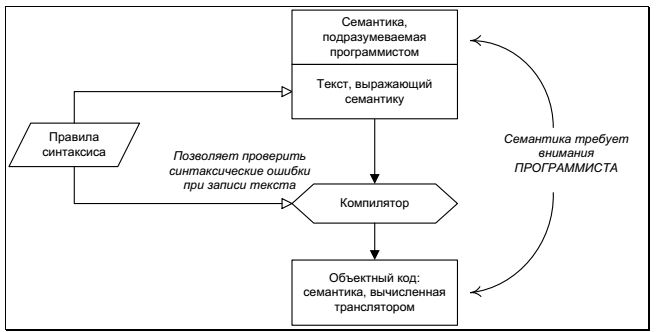 Семантика,
подразумеваемая
программистом
Текст, выражающий
семантику
Правила
синтаксиса
Позволяет проверить
синтаксические ошибки
при записи текста
Семантика требует
внимания
ПРОГРАММИСТА
Компилятор
Объектный код:
семантика, вычисленная
транслятором